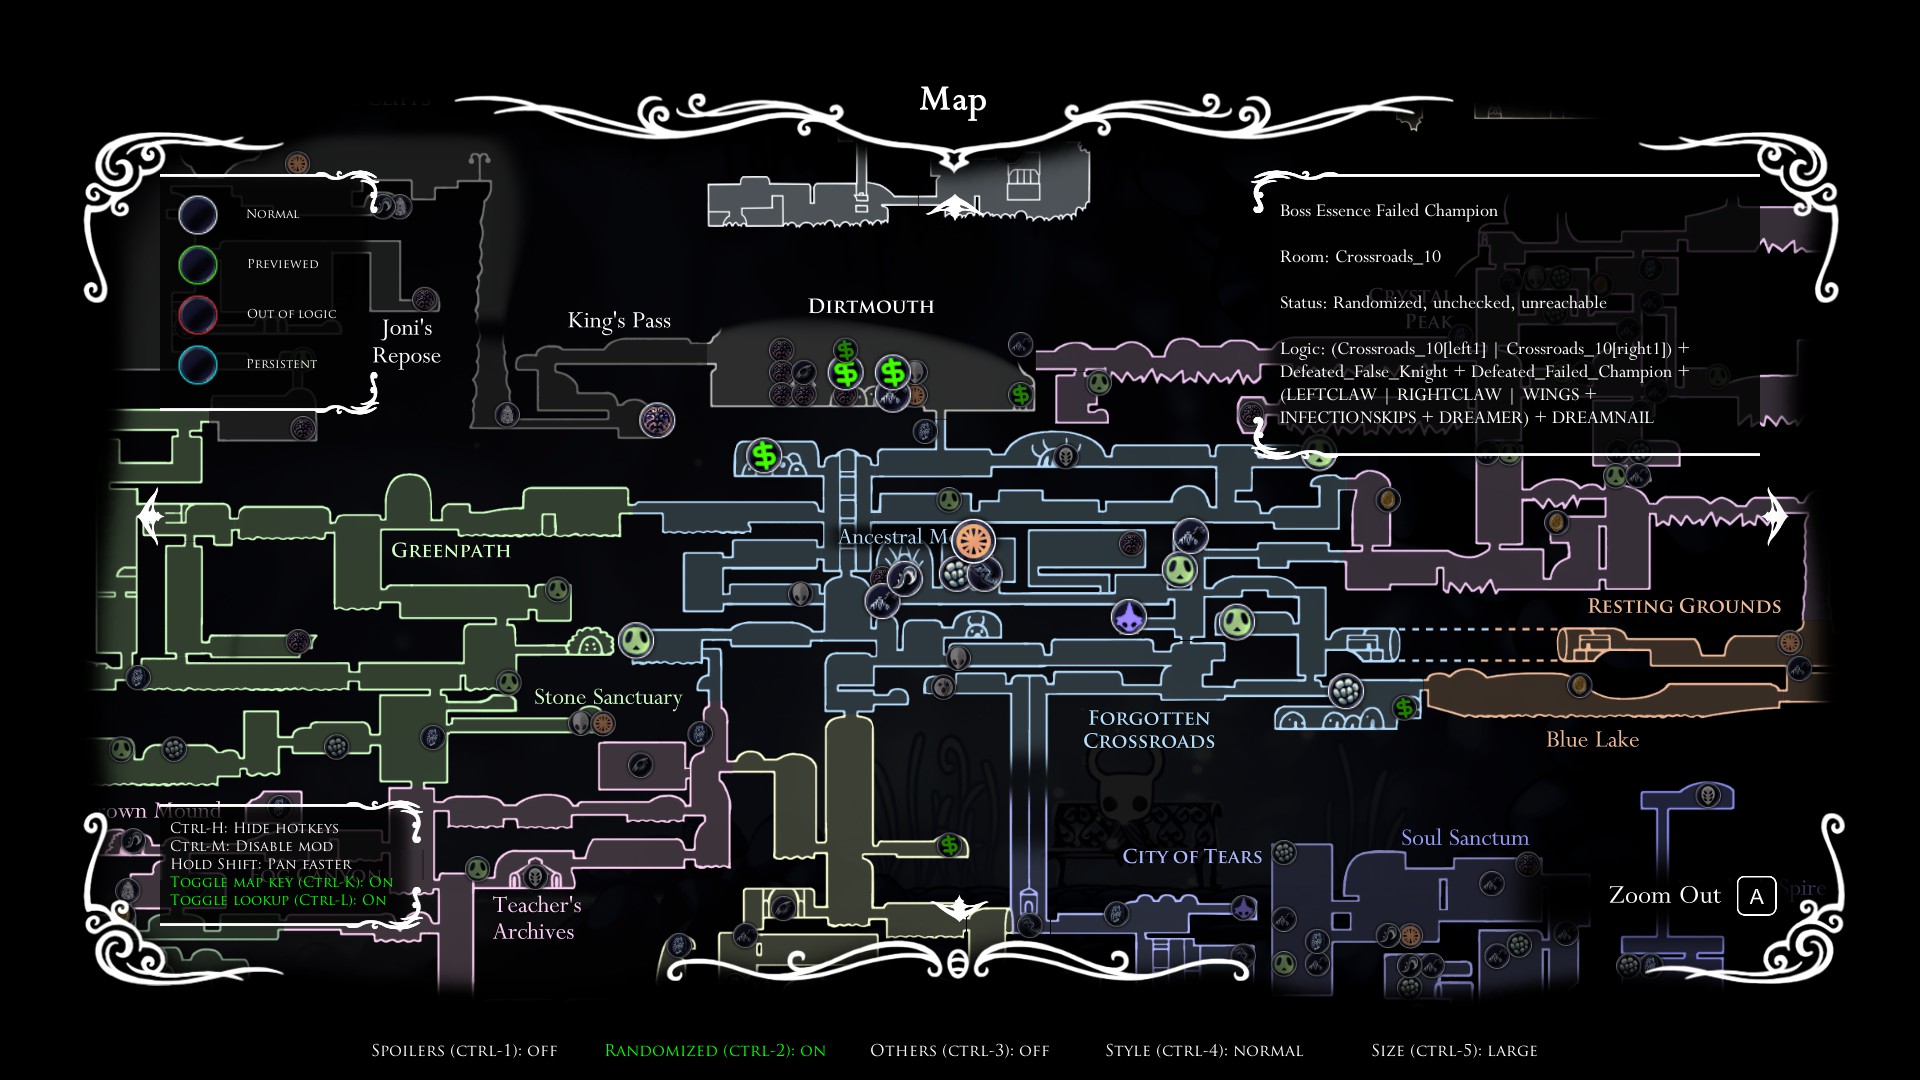 Map
Normal
Previewed
Out of logic
Persistent
Joni's
Repose
King's Pass
Dirtmouth
Crystal
Peak
Boss Essence Failed Champion
Room: Crossroads_10
Status: Randomized, unchecked, unreachable
Logic: (Crossroads_10[left1] | Crossroads_10[right1]) +
Defeated_False_Knight + Defeated_Failed_Champion +
(LEFTCLAW | RIGHTCLAW | WINGS +
INFECTIONSKIPS + DREAMER) + DREAMNAIL
Greenpath
Ancestral M
Resting Grounds
Stone Sanctuary
Forgotten
Crossroads
Blue Lake
own Mound
Ctrl-H: Hide hotkeys
Ctrl-M: Disable mod
Hold Shift: Pan faster
Toggle map key (Ctrl-K): On
Toggle lookup (Ctrl-L): On
Teacher's
Archives
City of Tears
Soul Sanctum
Zoom Out A
Spire
Spoilers (ctrl-1): off
Randomized (ctrl-2): on
Others (ctrl-3): off
Style (ctrl-4): normal
Size (ctrl-5): large